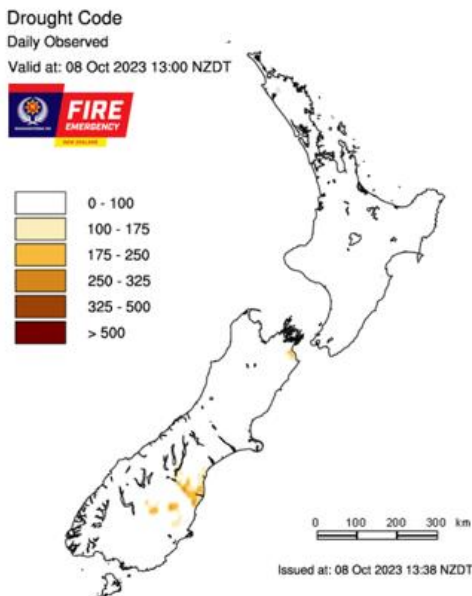 Drought Code
Daily Observed
Valid at: 08 Oct 2023 13:00 NZDT
FIRE
EMERGENCY
NEW ZEALAND
0 - 100
100 - 175
175 - 250
250 - 325
325 - 500
> 500
0 100 200 300 km
Issued at: 08 Oct 2023 13:38 NZDT